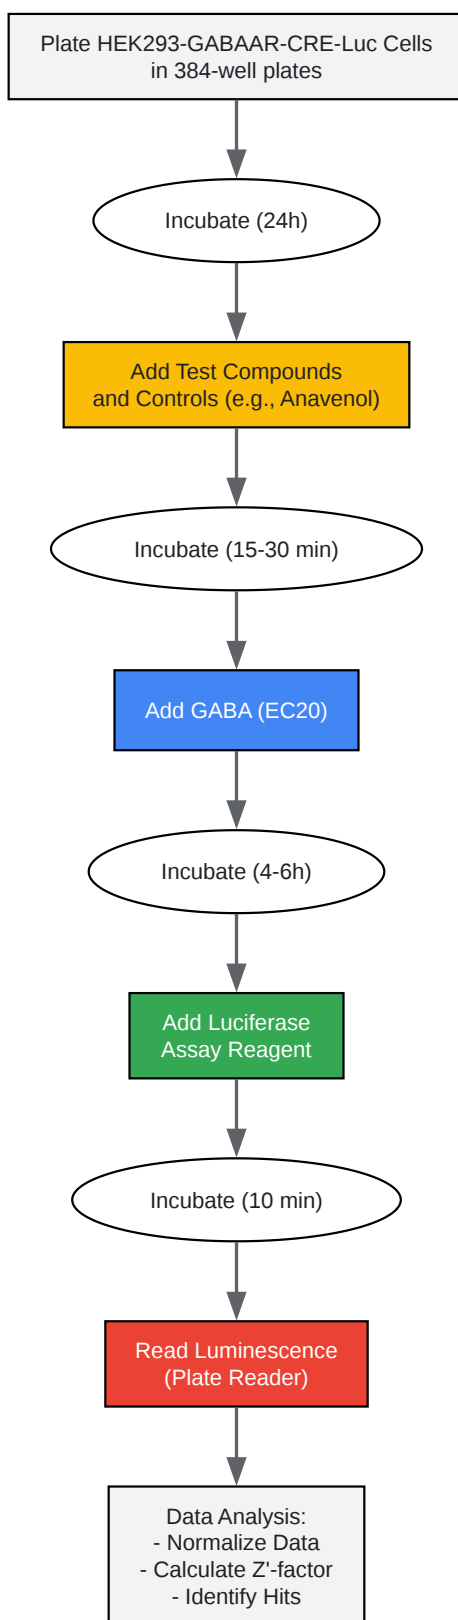 Plate HEK293-GABAAR-CRE-Luc Cells
in 384-well plates
Incubate (24h)
Add Test Compounds
and Controls (e.g., Anavenol)
Incubate (15-30 min)
Add GABA (EC20)
Incubate (4-6h)
Add Luciferase
Assay Reagent
Incubate (10 min)
Read Luminescence
(Plate Reader)
Data Analysis:
- Normalize Data
- Calculate Z'-factor
- Identify Hits